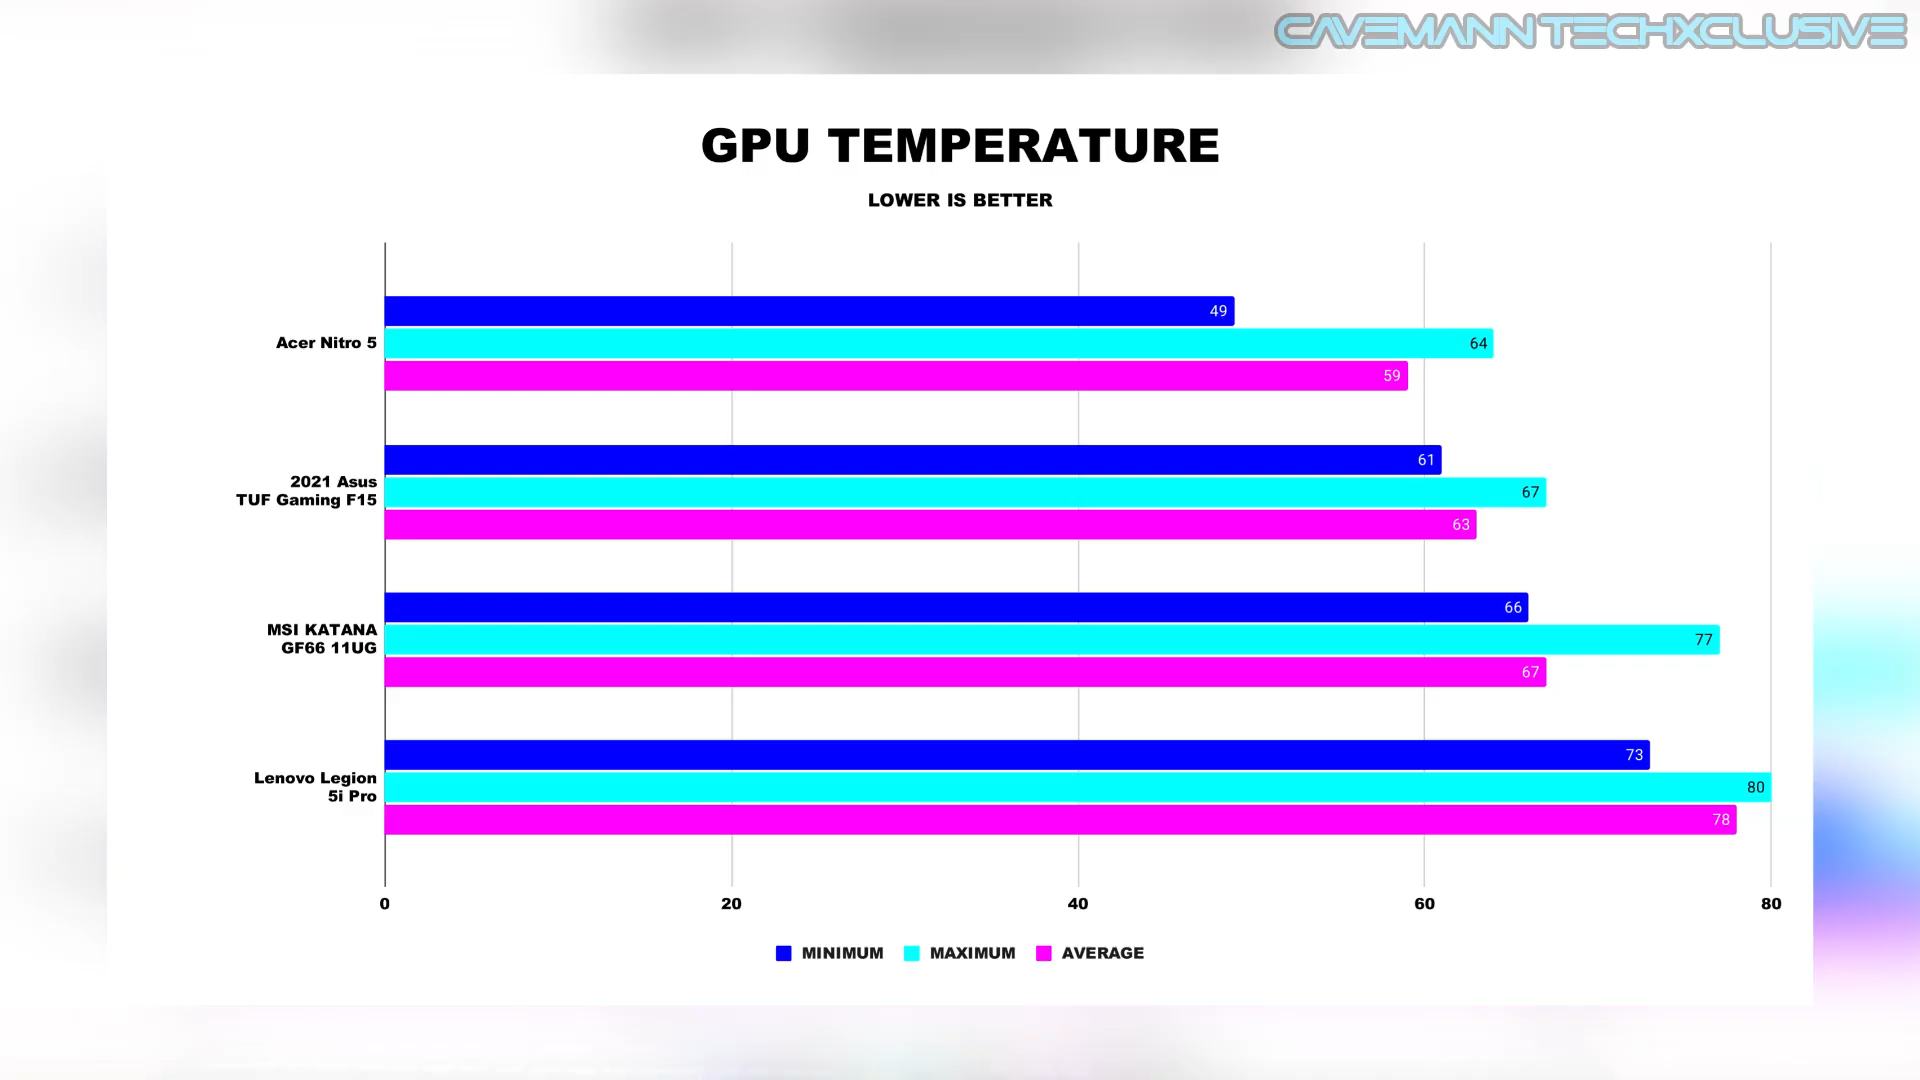 CAVEMANN TECHXCLUSIVE
GPU TEMPERATURE
LOWER IS BETTER
Acer Nitro 5
49
64
59
2021 Asus
TUF Gaming F15
61
67
63
MSI KATANA
GF66 11UG
66
77
67
Lenovo Legion
5i Pro
73
80
78
0 20 40 60 80
MINIMUM MAXIMUM AVERAGE